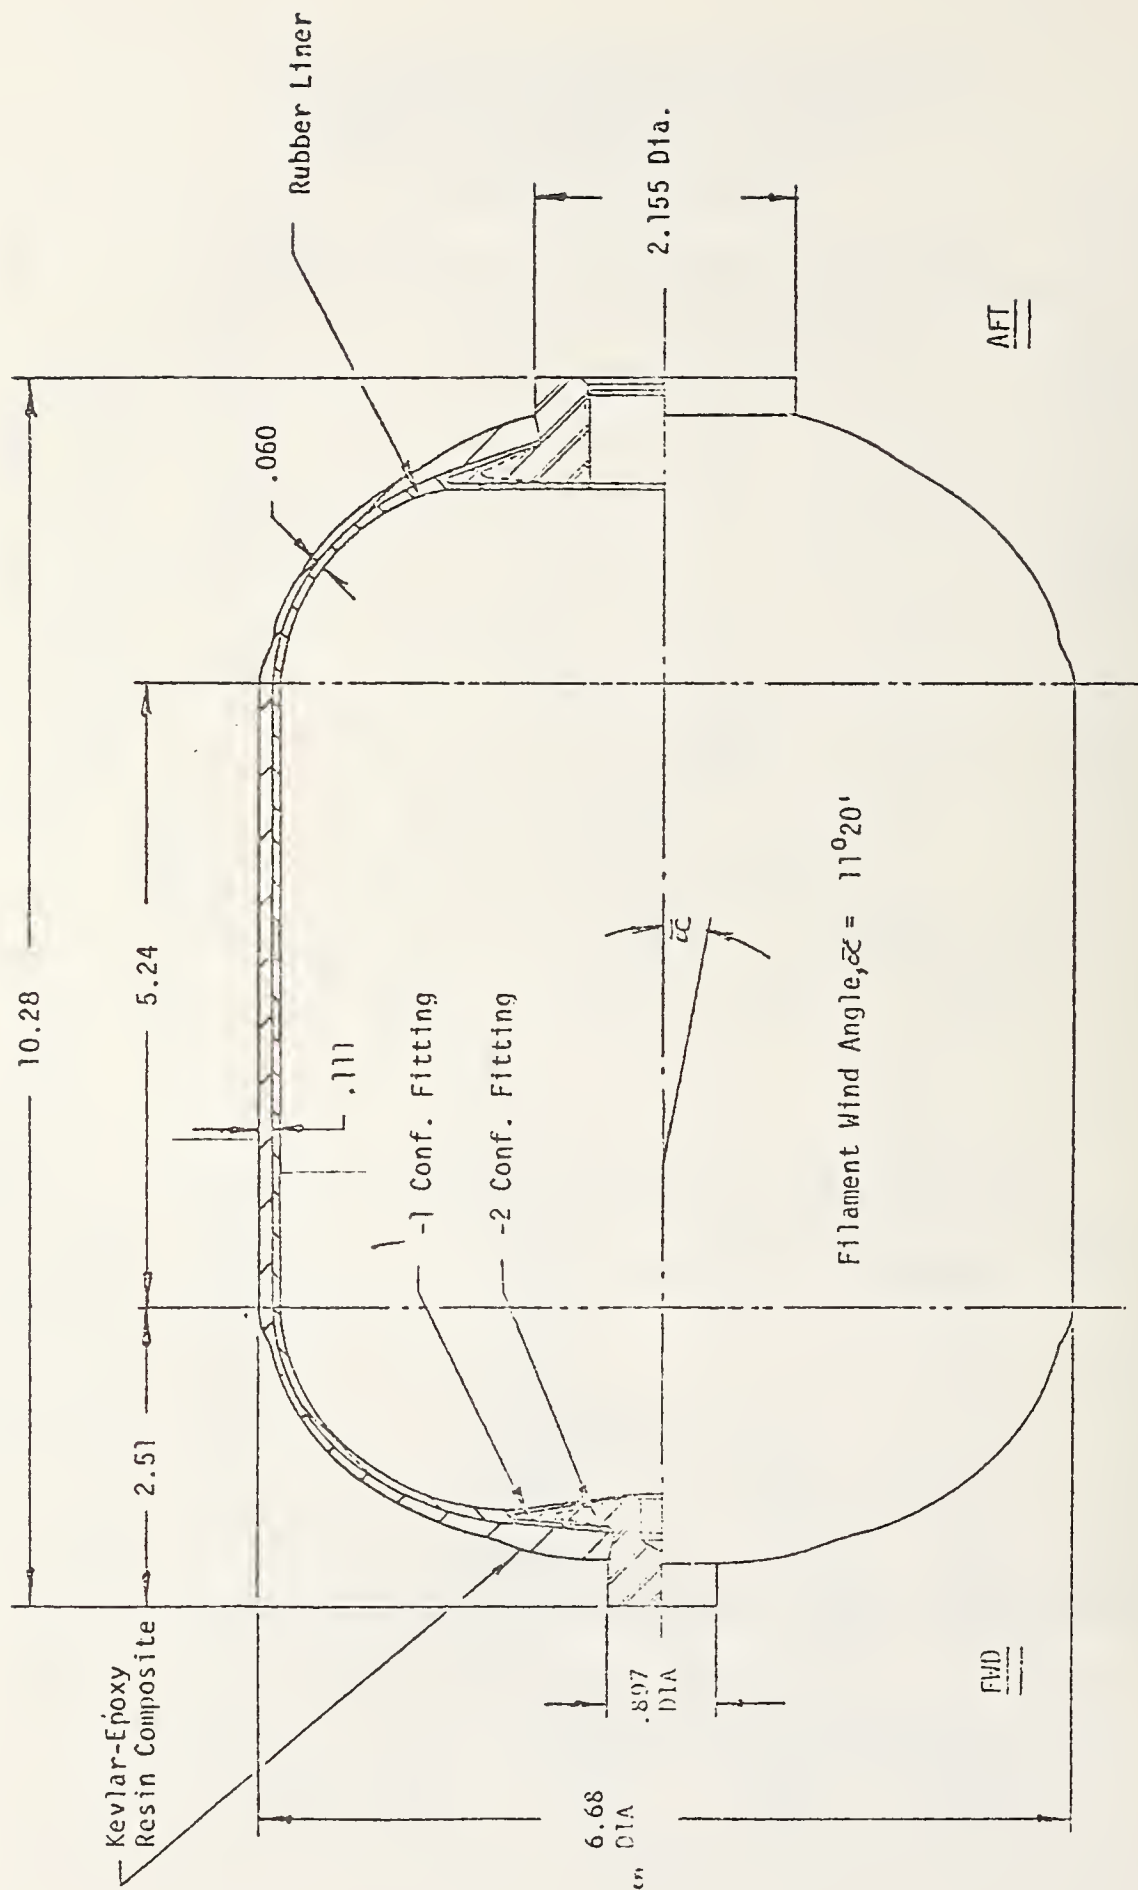 10.28
5.24
2.51
Kevlar-Epoxy
Resin Composite
Rubber Liner
.060
.111
-1 Conf. Fitting
-2 Conf. Fitting
2.155 Dia.
6.68
DIA
.897
DIA
α̅
Filament Wind Angle, α̅ = 11°20'
FWD
AFT